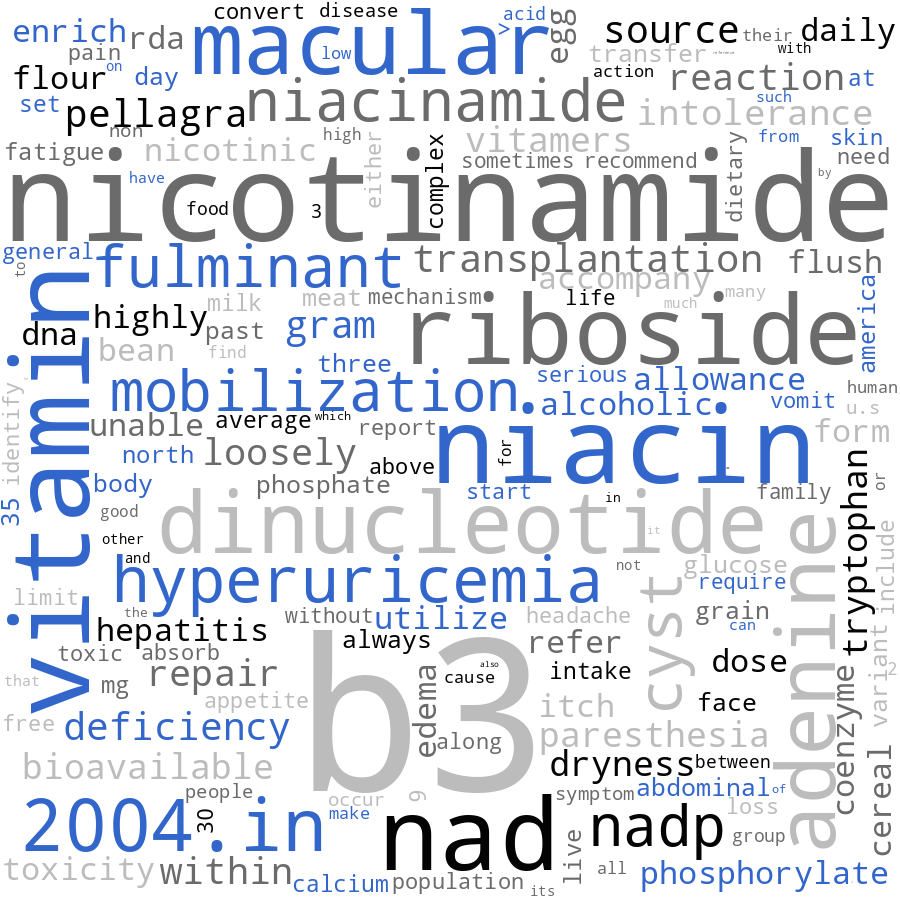 convert disease
acid
>
enrich
rda
macular
low
egg
source
their
daily
with
pain
on
day
transfer
action
reaction
at
flour
set
pellagra
niacinamide
such
intolerance
non
high
fatigue
nicotinic
either
complex
vitamers
sometimes recommend
dietary
from
skin
need
by
have
nicotinamide
food
3
general
to
fulminant
transplantation
flush
accompany
many
much
america
highly
milk
meat
mechanism
life
riboside
dna
past
gram
bean
find
three
vitamin
mobilization
serious
allowance
human
identify
alcoholic
vomit
u.s
unable
average
which
report
niacin
for
form
north
loosely
above
body
phosphate
start
in
family
or
35
good
dinucleotide
it
adenine
tryptophan
include
other
and
hyperuricemia
not
cyst
glucose
require
limit
the
without
utilize
headache
grain
can
hepatitis
always
refer
toxic
absorb
also
cause
intake
dose
variant
2
that
mg
repair
b3
edema
appetite
itch
face
coenzyme
free
deficiency
along
paresthesia
bioavailable
dryness
between
cereal
people
9
occur
make
symptom
abdominal
of
loss
2004.in
30
nad
nadp
group
live
all
toxicity
within
calcium
population
its
phosphorylate